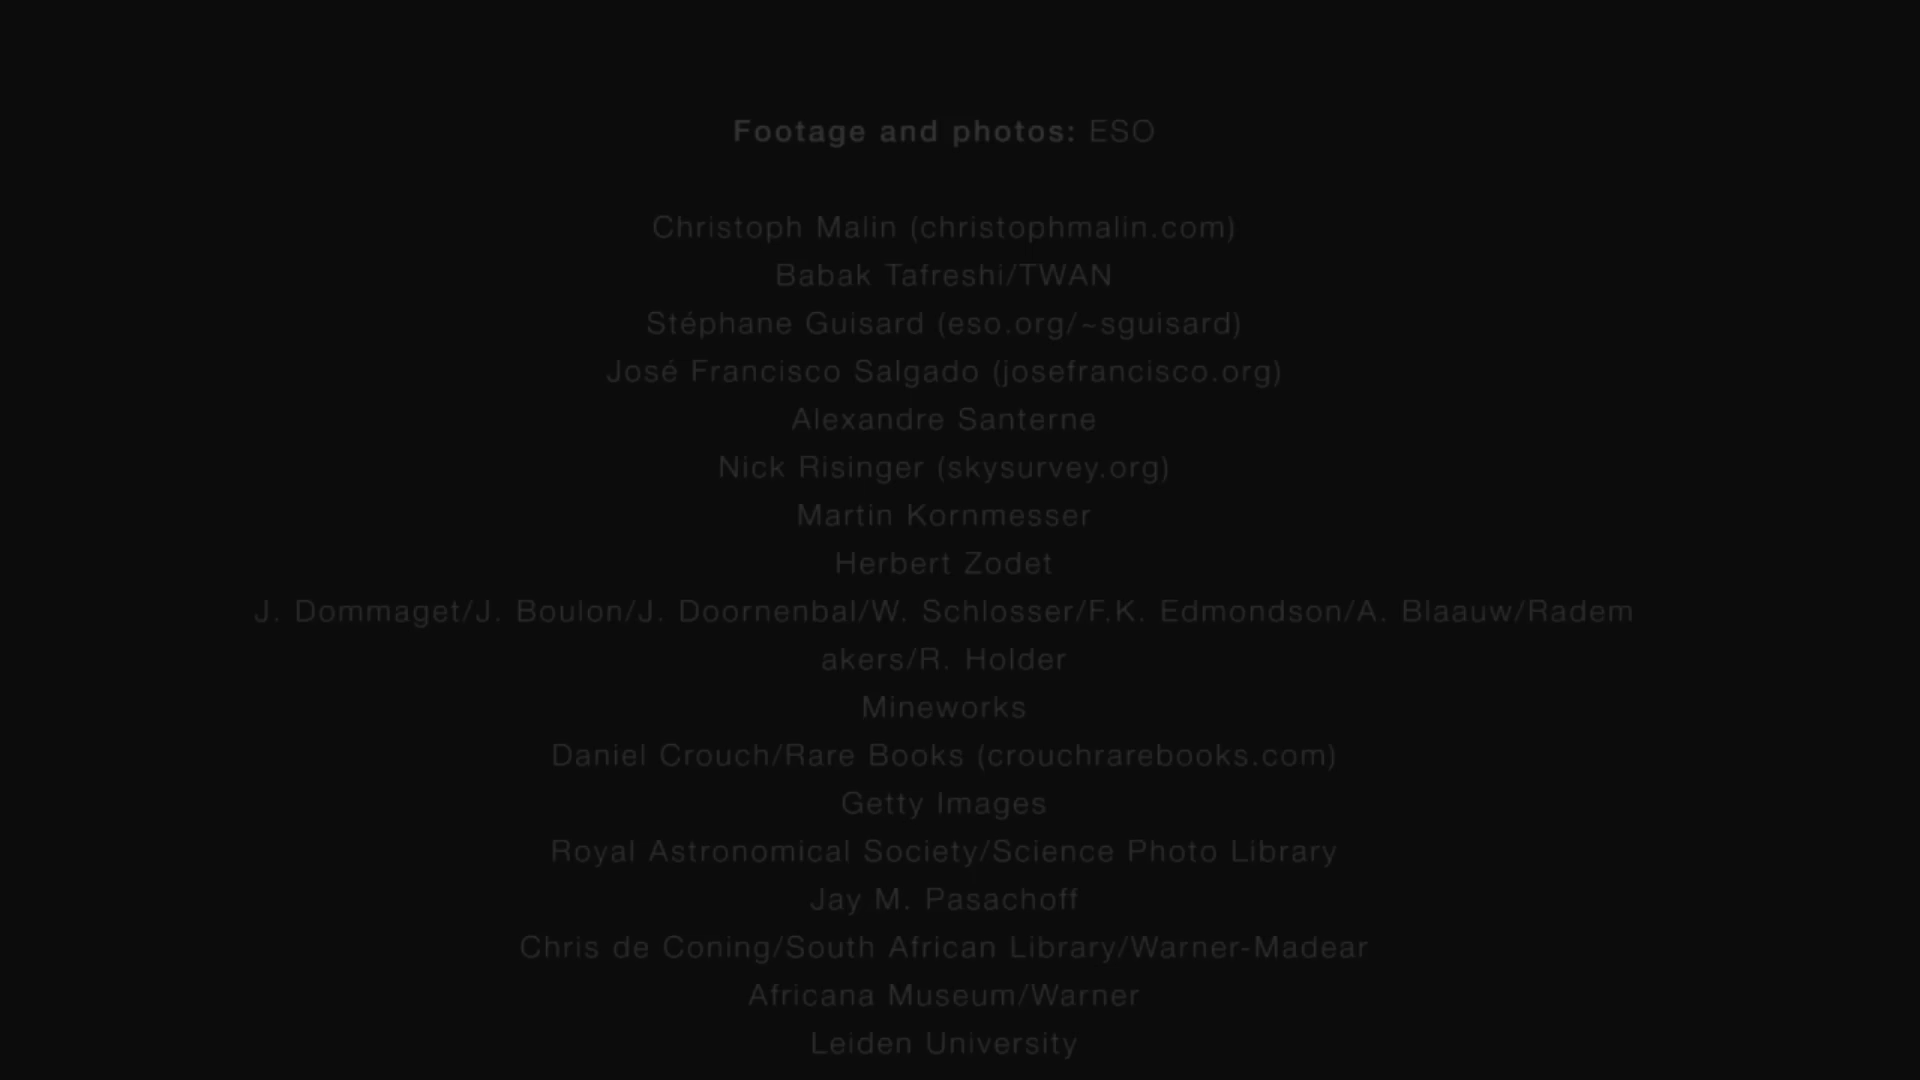 Footage and photos: ESO
Christoph Malin (christophmalin.com)
Babak Tafreshi/TWAN
Stéphane Guisard (eso.org/~sguisard)
José Francisco Salgado (josefrancisco.org)
Alexandre Santerne
Nick Risinger (skysurvey.org)
Martin Kornmesser
Herbert Zodet
J. Dommaget/J. Boulon/J. Doornenbal/W. Schlosser/F.K. Edmondson/A. Blaauw/Radem
akers/R. Holder
Mineworks
Daniel Crouch/Rare Books (crouchrarebooks.com)
Getty Images
Royal Astronomical Society/Science Photo Library
Jay M. Pasachoff
Chris de Coning/South African Library/Warner-Madear
Africana Museum/Warner
Leiden University